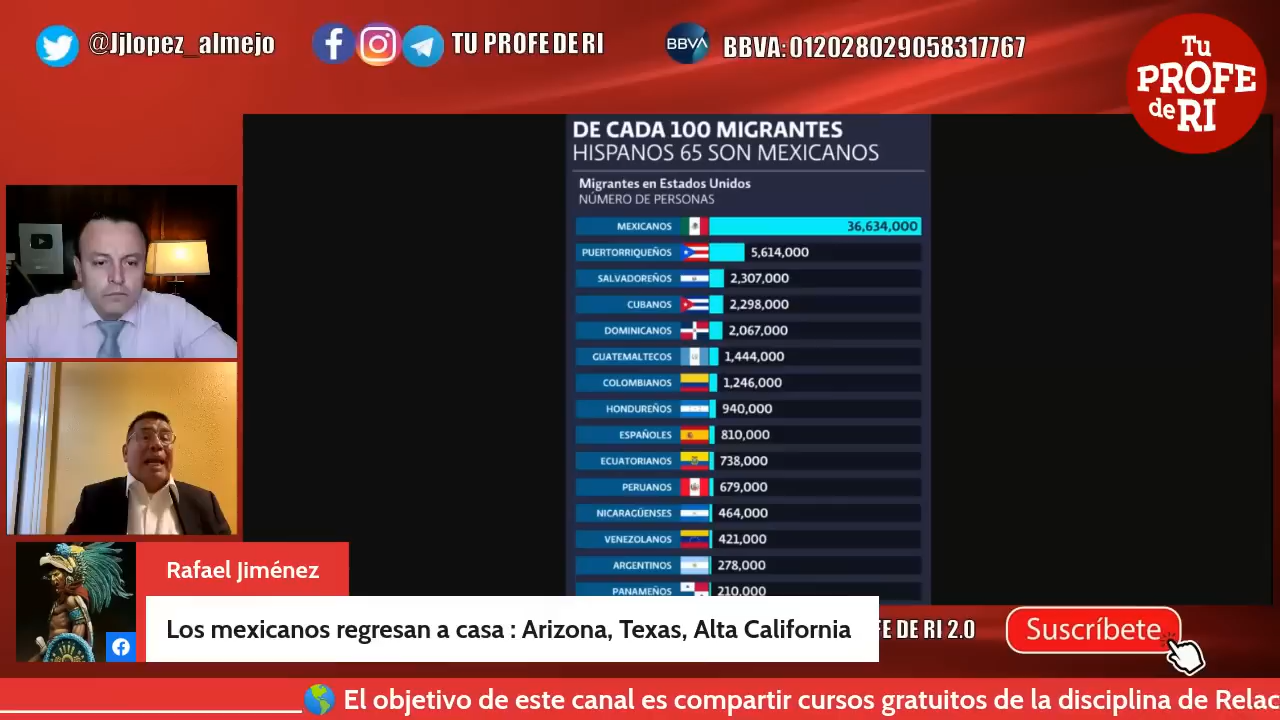 @Jjlopez_almejo
TU PROFE DE RI
BBVA
BBVA: 012028029058317767
Tu
PROFE
de RI
DE CADA 100 MIGRANTES
HISPANOS 65 SON MEXICANOS
Migrantes en Estados Unidos
NÚMERO DE PERSONAS
MEXICANOS 36,634,000
PUERTORRIQUEÑOS 5,614,000
SALVADOREÑOS 2,307,000
CUBANOS 2,298,000
DOMINICANOS 2,067,000
GUATEMALTECOS 1,444,000
COLOMBIANOS 1,246,000
HONDUREÑOS 940,000
ESPAÑOLES 810,000
ECUATORIANOS 738,000
PERUANOS 679,000
NICARAGÜENSES 464,000
VENEZOLANOS 421,000
ARGENTINOS 278,000
PANAMEÑOS 210,000
Rafael Jiménez
Los mexicanos regresan a casa : Arizona, Texas, Alta California
FE DE RI 2.0
Suscríbete
El objetivo de este canal es compartir cursos gratuitos de la disciplina de Relac